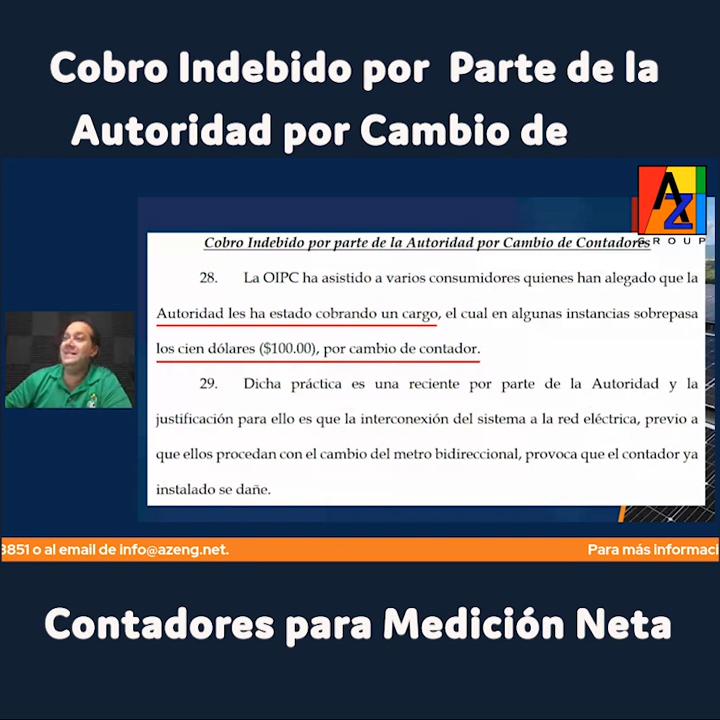 Cobro Indebido por Parte de la
Autoridad por Cambio de
AZ
GROUP
Cobro Indebido por parte de la Autoridad por Cambio de Contadores
28. La OIPC ha asistido a varios consumidores quienes han alegado que la
Autoridad les ha estado cobrando un cargo, el cual en algunas instancias sobrepasa
los cien dólares ($100.00), por cambio de contador.
29. Dicha práctica es una reciente por parte de la Autoridad y la
justificación para ello es que la interconexión del sistema a la red eléctrica, previo a
que ellos procedan con el cambio del metro bidireccional, provoca que el contador ya
instalado se dañe.
3851 o al email de info@azeng.net. Para más informaci
Contadores para Medición Neta